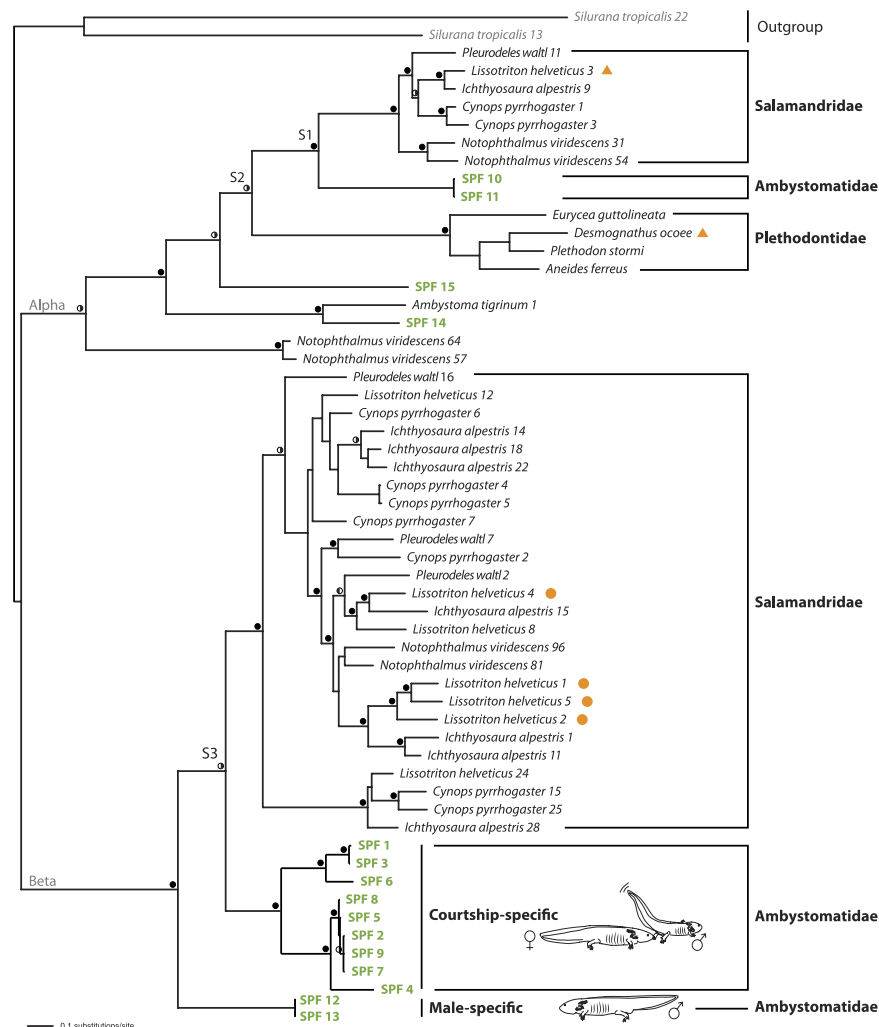 Silurana tropicalis 22
Outgroup
Silurana tropicalis 13
Pleurodeles waltl 11
Lissotriton helveticus 3
Ichthyosaura alpestris 9
Salamandridae
Cynops pyrrhogaster 1
Cynops pyrrhogaster 3
S1
Notophthalmus viridescens 31
Notophthalmus viridescens 54
S2
SPF 10
Ambystomatidae
SPF 11
Eurycea guttolineata
Desmognathus ocoee
Plethodontidae
Plethodon stormi
Aneides ferreus
SPF 15
Alpha
Ambystoma tigrinum 1
SPF 14
Notophthalmus viridescens 64
Notophthalmus viridescens 57
Pleurodeles waltl 16
Lissotriton helveticus 12
Cynops pyrrhogaster 6
Ichthyosaura alpestris 14
Ichthyosaura alpestris 18
Ichthyosaura alpestris 22
Cynops pyrrhogaster 4
Cynops pyrrhogaster 5
Cynops pyrrhogaster 7
Pleurodeles waltl 7
Cynops pyrrhogaster 2
Pleurodeles waltl 2
Lissotriton helveticus 4
Salamandridae
Ichthyosaura alpestris 15
Lissotriton helveticus 8
Notophthalmus viridescens 96
Notophthalmus viridescens 81
Lissotriton helveticus 1
Lissotriton helveticus 5
Lissotriton helveticus 2
Ichthyosaura alpestris 1
S3
Ichthyosaura alpestris 11
Lissotriton helveticus 24
Cynops pyrrhogaster 15
Cynops pyrrhogaster 25
Ichthyosaura alpestris 28
SPF 1
SPF 3
Beta
SPF 6
SPF 8
SPF 5
Courtship-specific
Ambystomatidae
SPF 2
♀
♂
SPF 9
SPF 7
SPF 4
SPF 12
Male-specific
♂
Ambystomatidae
SPF 13
0.1 substitutions/site